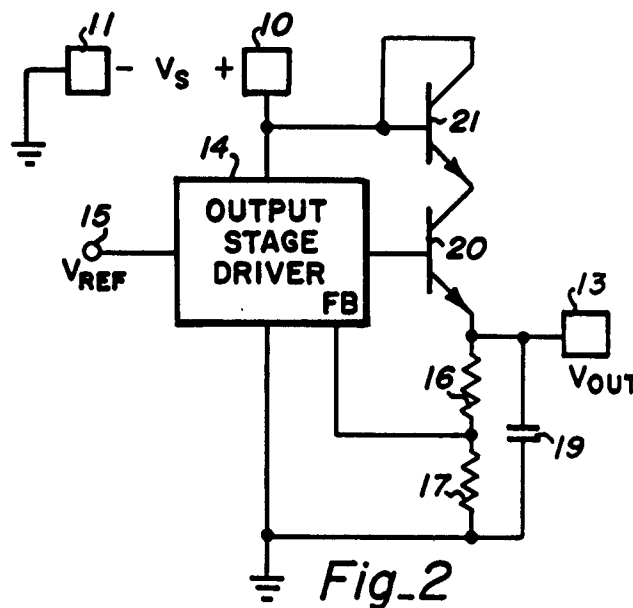 11
10
- VS +
21
14
OUTPUT
STAGE
DRIVER
FB
15
VREF
20
13
VOUT
16
19
17
Fig_2